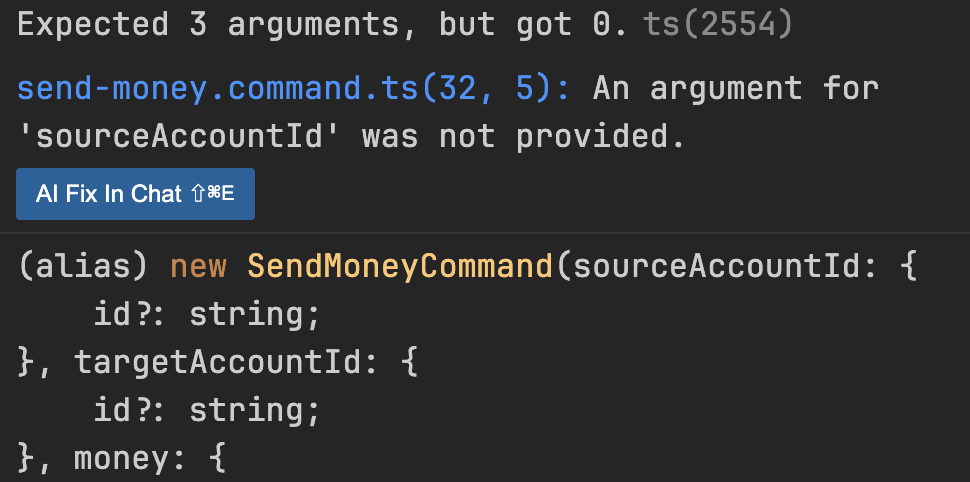 Expected 3 arguments, but got 0. ts(2554)
send-money.command.ts(32, 5): An argument for
'sourceAccountId' was not provided.
AI Fix In Chat ⇧⌘E
(alias) new SendMoneyCommand(sourceAccountId: {
    id?: string;
}, targetAccountId: {
    id?: string;
}, money: {